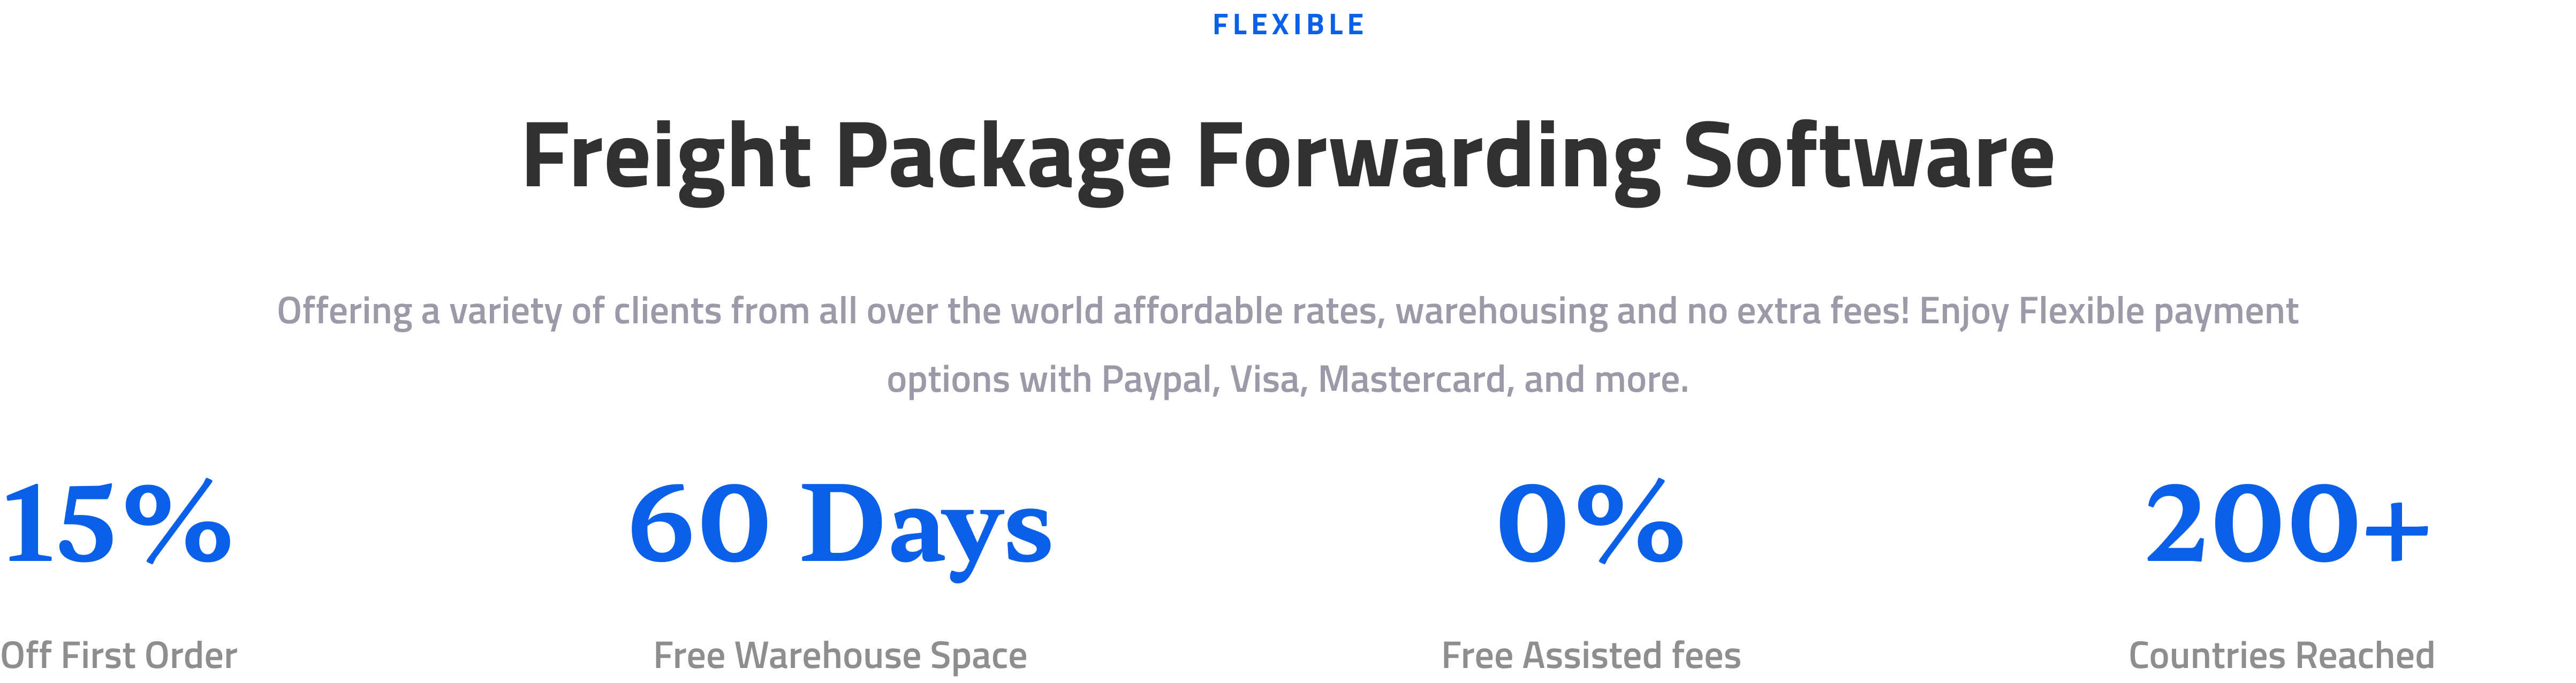 FLEXIBLE
Freight Package Forwarding Software
Offering a variety of clients from all over the world affordable rates, warehousing and no extra fees! Enjoy Flexible payment
options with Paypal, Visa, Mastercard, and more.
15%
Off First Order
60 Days
Free Warehouse Space
0%
Free Assisted fees
200+
Countries Reached